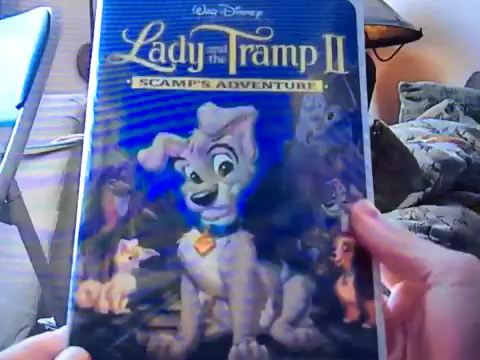 Walt Disney
Lady and the Tramp II
SCAMP'S ADVENTURE